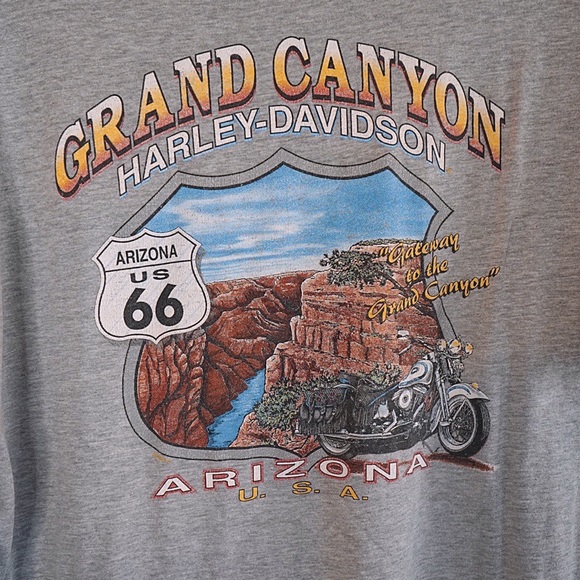 GRAND CANYON
HARLEY-DAVIDSON
ARIZONA
US
66
"Gateway
to the
Grand Canyon"
ARIZONA
U.S.A.